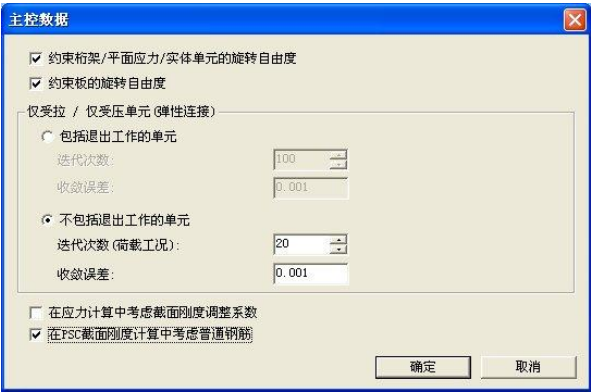 主控数据
约束桁架/平面应力/实体单元的旋转自由度
约束板的旋转自由度
仅受拉 / 仅受压单元(弹性连接)
包括退出工作的单元
迭代次数: 100
收敛误差: 0.001
不包括退出工作的单元
迭代次数(荷载工况): 20
收敛误差: 0.001
在应力计算中考虑截面刚度调整系数
在PSC截面刚度计算中考虑普通钢筋
确定 取消